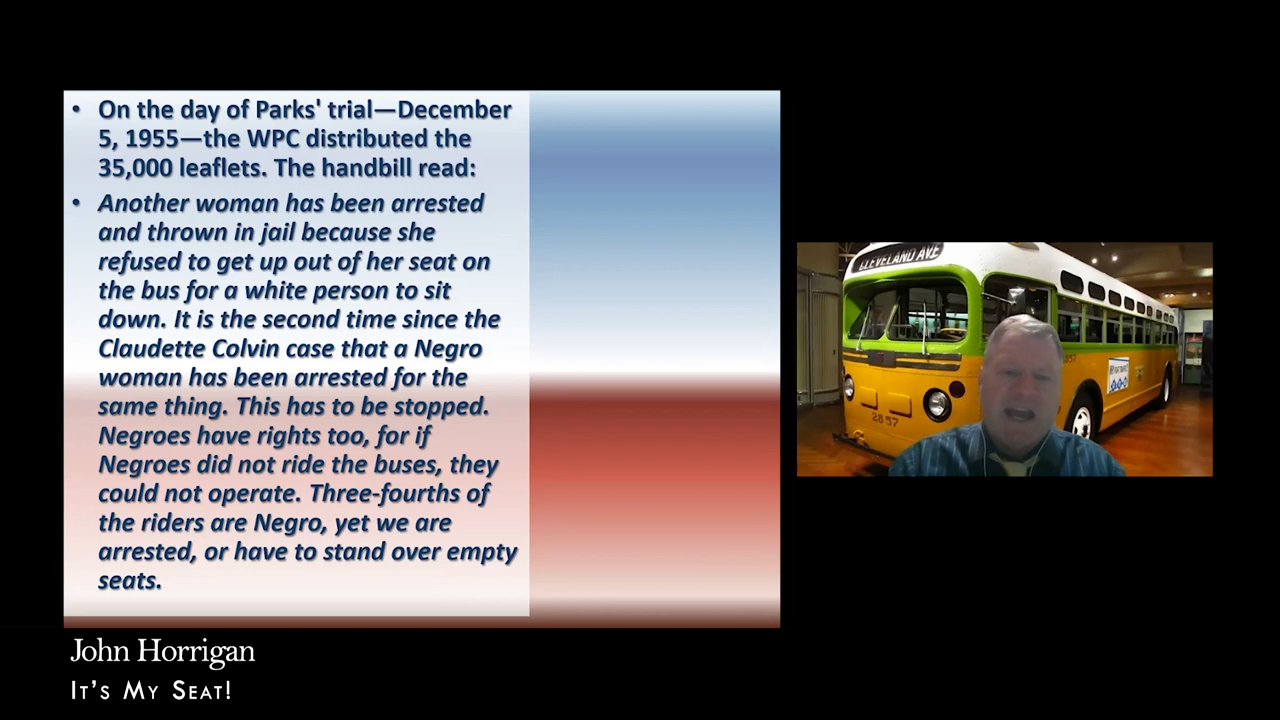 • On the day of Parks' trial—December
5, 1955—the WPC distributed the
35,000 leaflets. The handbill read:
• Another woman has been arrested
and thrown in jail because she
refused to get up out of her seat on
the bus for a white person to sit
down. It is the second time since the
Claudette Colvin case that a Negro
woman has been arrested for the
same thing. This has to be stopped.
Negroes have rights too, for if
Negroes did not ride the buses, they
could not operate. Three-fourths of
the riders are Negro, yet we are
arrested, or have to stand over empty
seats.
CLEVELAND AVE
2857
John Horrigan
It's My Seat!